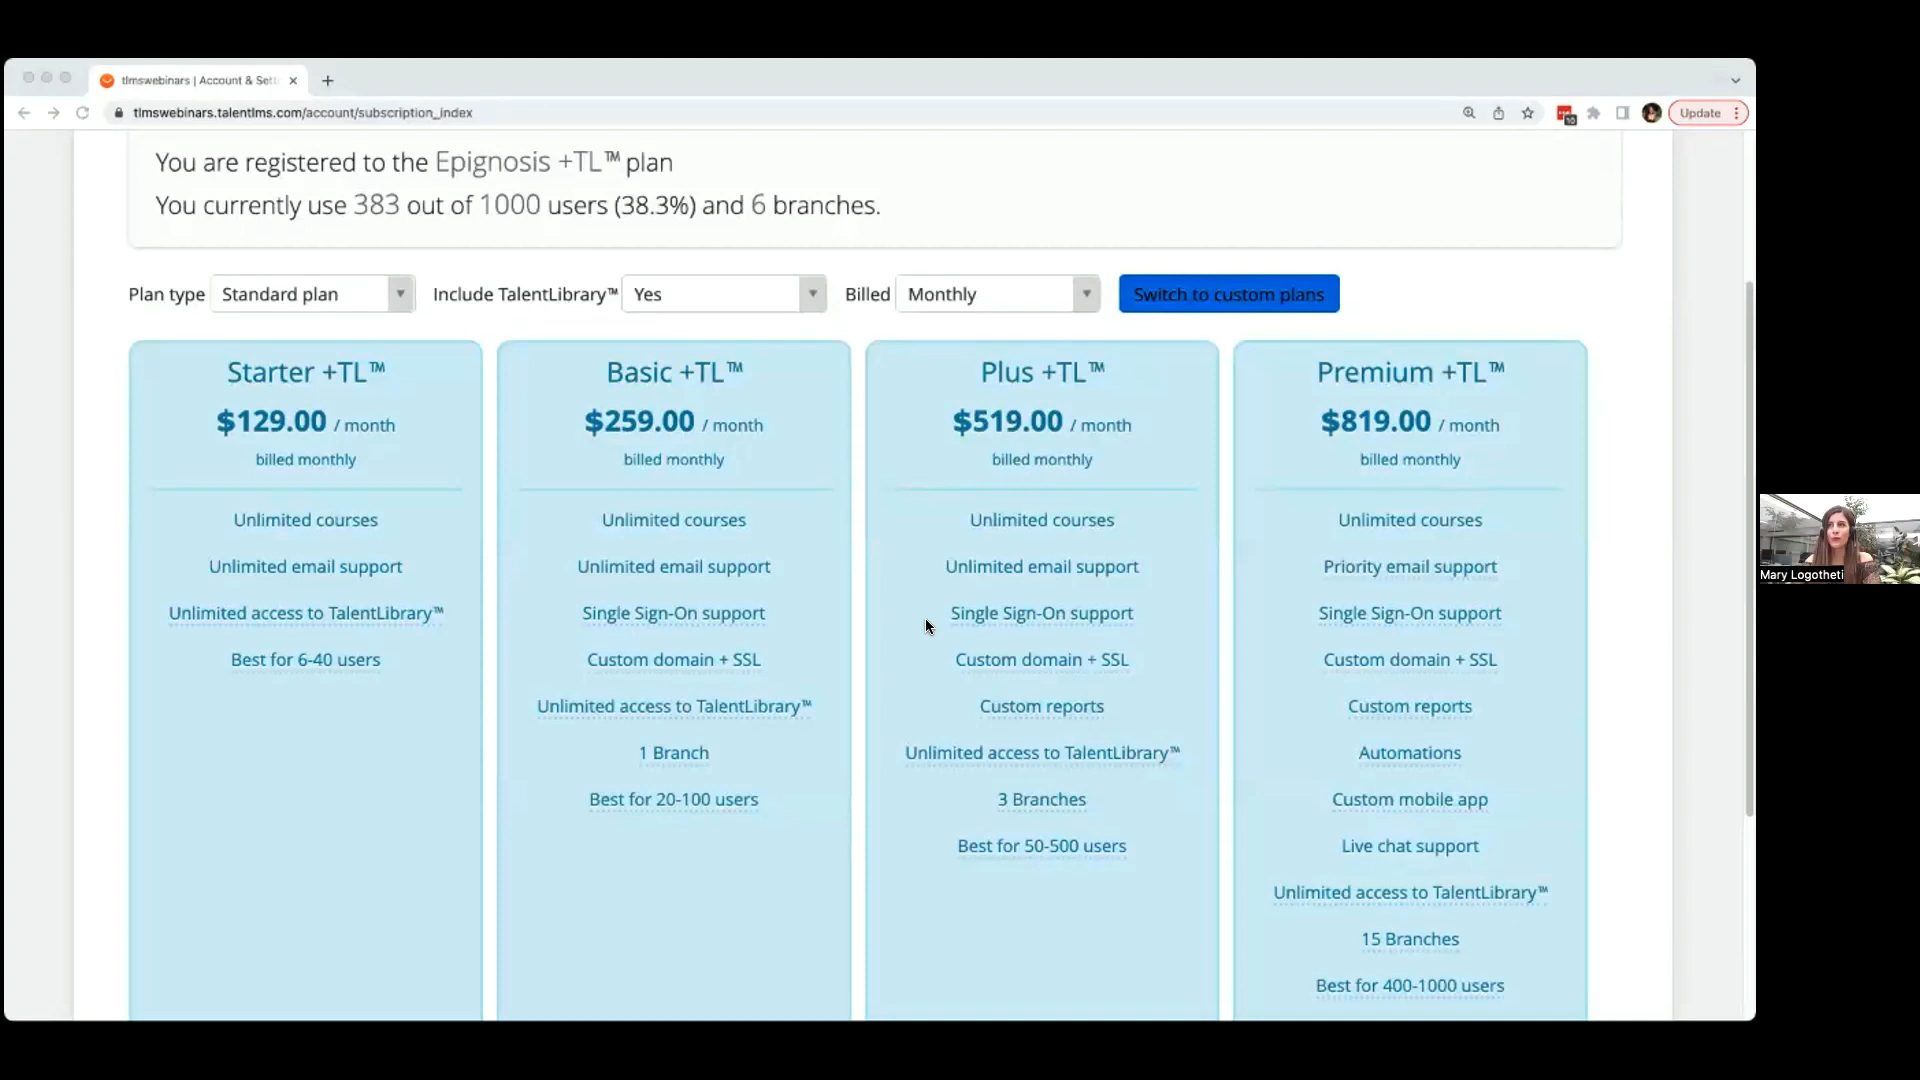 tlmswebinars | Account & Sett
tlmswebinars.talentlms.com/account/subscription_index
Update
You are registered to the Epignosis +TL™ plan
You currently use 383 out of 1000 users (38.3%) and 6 branches.
Plan type Standard plan Include TalentLibrary™ Yes Billed Monthly Switch to custom plans
Starter +TL™
$129.00 / month
billed monthly
Unlimited courses
Unlimited email support
Unlimited access to TalentLibrary™
Best for 6-40 users
Basic +TL™
$259.00 / month
billed monthly
Unlimited courses
Unlimited email support
Single Sign-On support
Custom domain + SSL
Unlimited access to TalentLibrary™
1 Branch
Best for 20-100 users
Plus +TL™
$519.00 / month
billed monthly
Unlimited courses
Unlimited email support
Single Sign-On support
Custom domain + SSL
Custom reports
Unlimited access to TalentLibrary™
3 Branches
Best for 50-500 users
Premium +TL™
$819.00 / month
billed monthly
Unlimited courses
Priority email support
Single Sign-On support
Custom domain + SSL
Custom reports
Automations
Custom mobile app
Live chat support
Unlimited access to TalentLibrary™
15 Branches
Best for 400-1000 users
Mary Logotheti